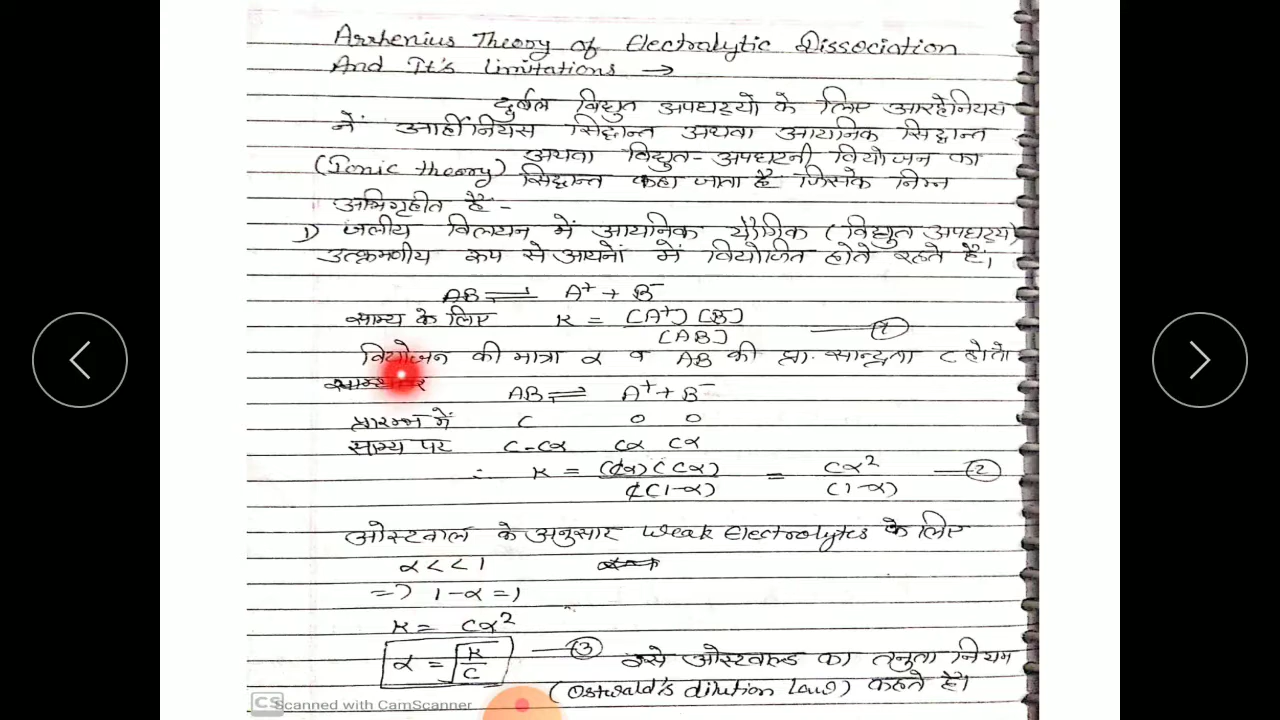 Arrhenius Theory of Electrolytic Dissociation
And It's Limitations →
दुर्बल विद्युत अपघट्यों के लिए आरहेनियस
ने आर्हीनियस सिद्धान्त अथवा आयनिक सिद्धान्त
अथवा विद्युत-अपघटनी वियोजन का
(Ionic theory) सिद्धान्त कहा जाता है जिसके निम्न
अभिगृहीत है -
1) जलीय विलयन में आयनिक यौगिक (विद्युत अपघट्य)
उत्क्रमणीय रूप से आयनों में वियोजित होते रहते हैं।
AB ⇌ A⁺ + B⁻
साम्य के लिए K = (A⁺)(B⁻) / (AB) — ①
वियोजन की मात्रा α व AB की प्रा. सान्द्रता C हो तो
AB ⇌ A⁺ + B⁻
प्रारम्भ में C 0 0
साम्य पर C-Cα Cα Cα
∴ K = (Cα)(Cα) / C(1-α) = Cα² / (1-α) — ②
ओस्टवाल के अनुसार Weak Electrolytes के लिए
α<<1
=> 1-α=1
K = Cα²
α = √(K/C) — ③ इसे ओस्टवाल्ड का तनुता नियम
(Ostwald's dilution Law) कहते है।
CS Scanned with CamScanner